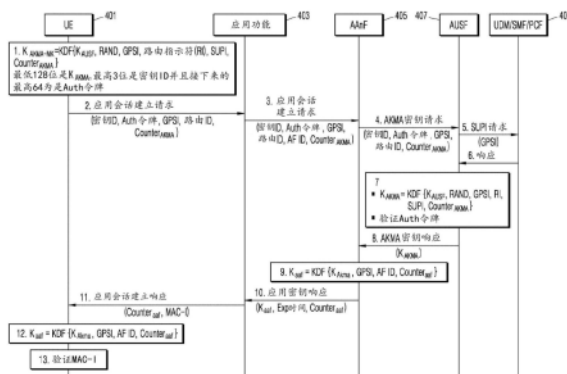 401
403
405
407
40
UE
应用功能
AAnF
AUSF
UDM/SMF/PCF
1. K_AKMA-MK=KDF{K_AUSF, RAND, GPSI, 路由指示符(RI), SUPI,
Counter_AKMA}
最低128位是K_AKMA, 最高3位是密钥ID并且接下来的
最高64为是Auth令牌
2. 应用会话建立请求
(密钥ID, Auth令牌, GPSI, 路由ID,
Counter_AKMA)
3. 应用会话
建立请求
(密钥ID, Auth令牌, GPSI,
路由ID, AF ID, Counter_AKMA)
4. AKMA密钥请求
(密钥ID, Auth令牌, GPSI,
路由ID, Counter_AKMA)
5. SUPI请求
(GPSI)
6. 响应
7
▪ K_AKMA=KDF {K_AUSF, RAND, GPSI, RI,
SUPI, Counter_AKMA}
▪ 验证Auth令牌
8. AKMA密钥响应
(K_AKMA)
9. K_eaf = KDF {K_Akma, GPSI, AF ID, Counter_eaf}
10. 应用密钥响应
(K_eaf, Exp时间, Counter_eaf)
11. 应用会话建立响应
(Counter_eaf, MAC-I)
12. K_eaf = KDF {K_Akma, GPSI, AF ID, Counter_eaf}
13. 验证MAC-I